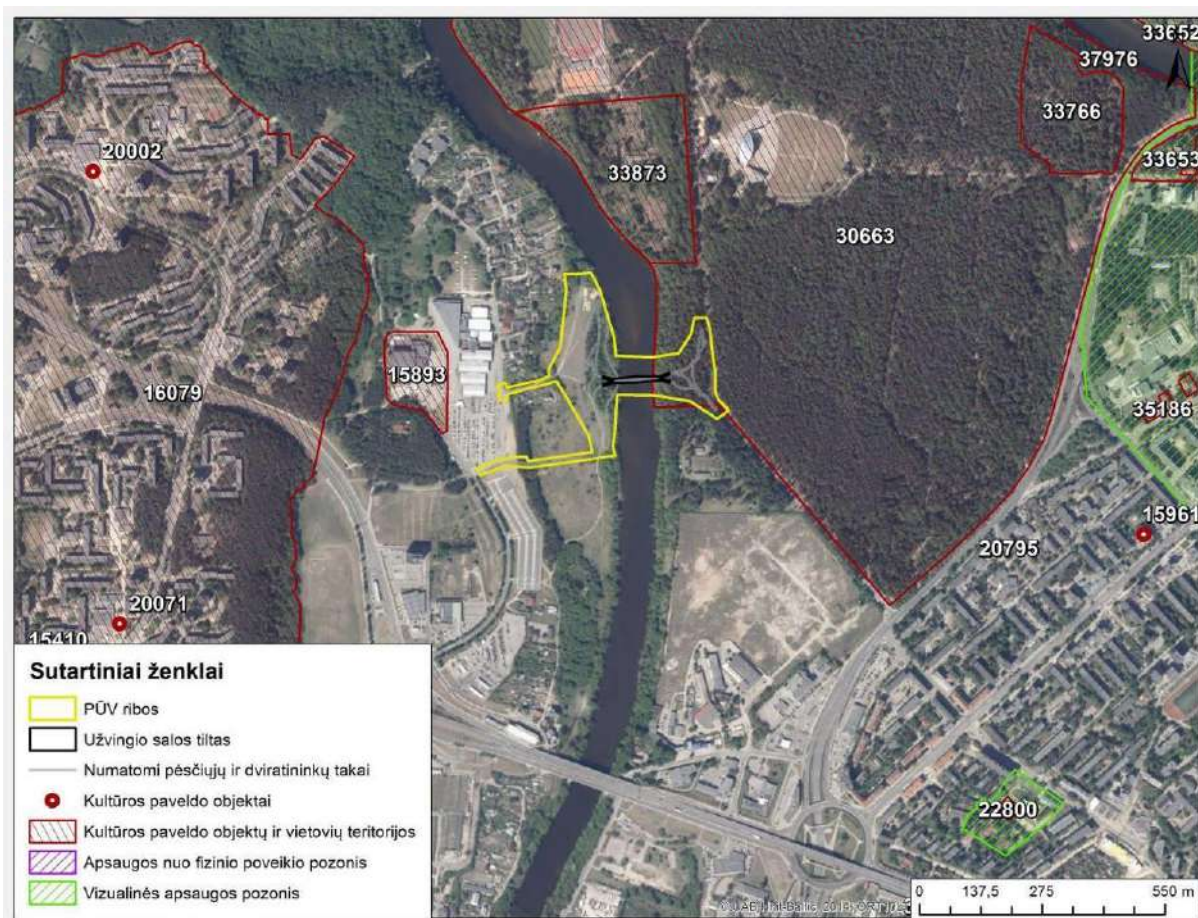 33652
37976
33766
20002
33653
33873
30663
16079
15893
35186
15961
20795
20071
15410
22800
Sutartiniai ženklai
PŪV ribos
Užvingio salos tiltas
Numatomi pėsčiųjų ir dviratininkų takai
Kultūros paveldo objektai
Kultūros paveldo objektų ir vietovių teritorijos
Apsaugos nuo fizinio poveikio pozonis
Vizualinės apsaugos pozonis
0 137,5 275 550 m